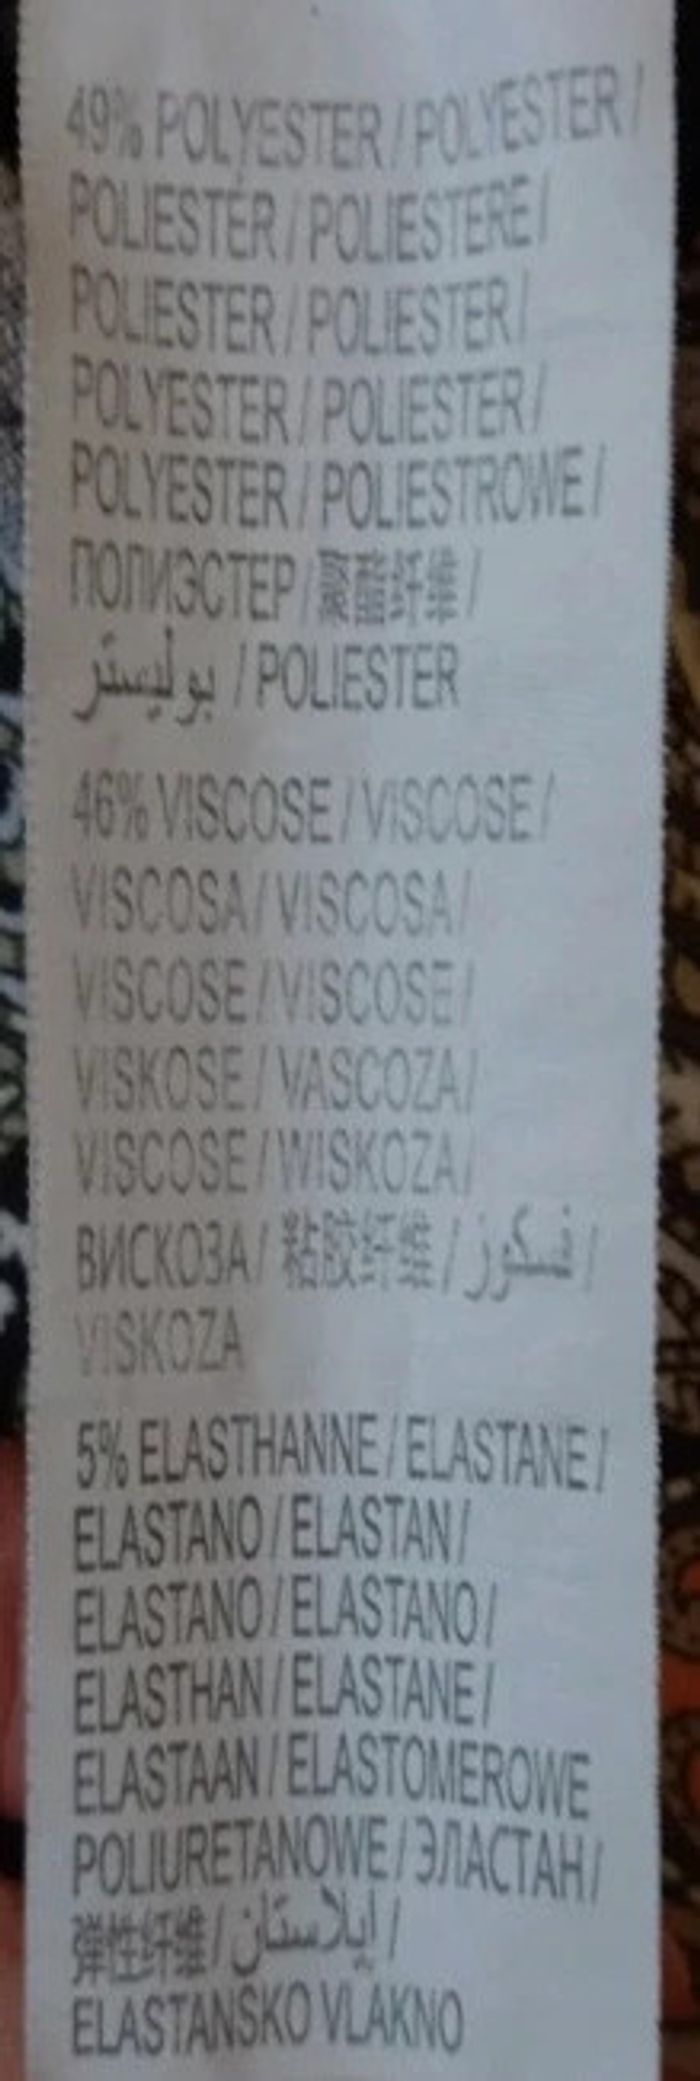 49% POLYESTER / POLYESTER /
POLIESTER / POLIESTERE /
POLIESTER / POLIESTER /
POLYESTER / POLIESTER /
POLYESTER / POLIESTROWE /
ПОЛИЭСТЕР / 聚酯纤维 /
بوليستر / POLIESTER
46% VISCOSE / VISCOSE /
VISCOSA / VISCOSA /
VISCOSE / VISCOSE /
VISKOSE / VASCOZA /
VISCOSE / WISKOZA /
ВИСКОЗА / 粘胶纤维 / فسكوز /
VISKOZA
5% ELASTHANNE / ELASTANE /
ELASTANO / ELASTAN /
ELASTANO / ELASTANO /
ELASTHAN / ELASTANE /
ELASTAAN / ELASTOMEROWE
POLIURETANOWE / ЭЛАСТАН /
弹性纤维 / إيلاستان /
ELASTANSKO VLAKNO